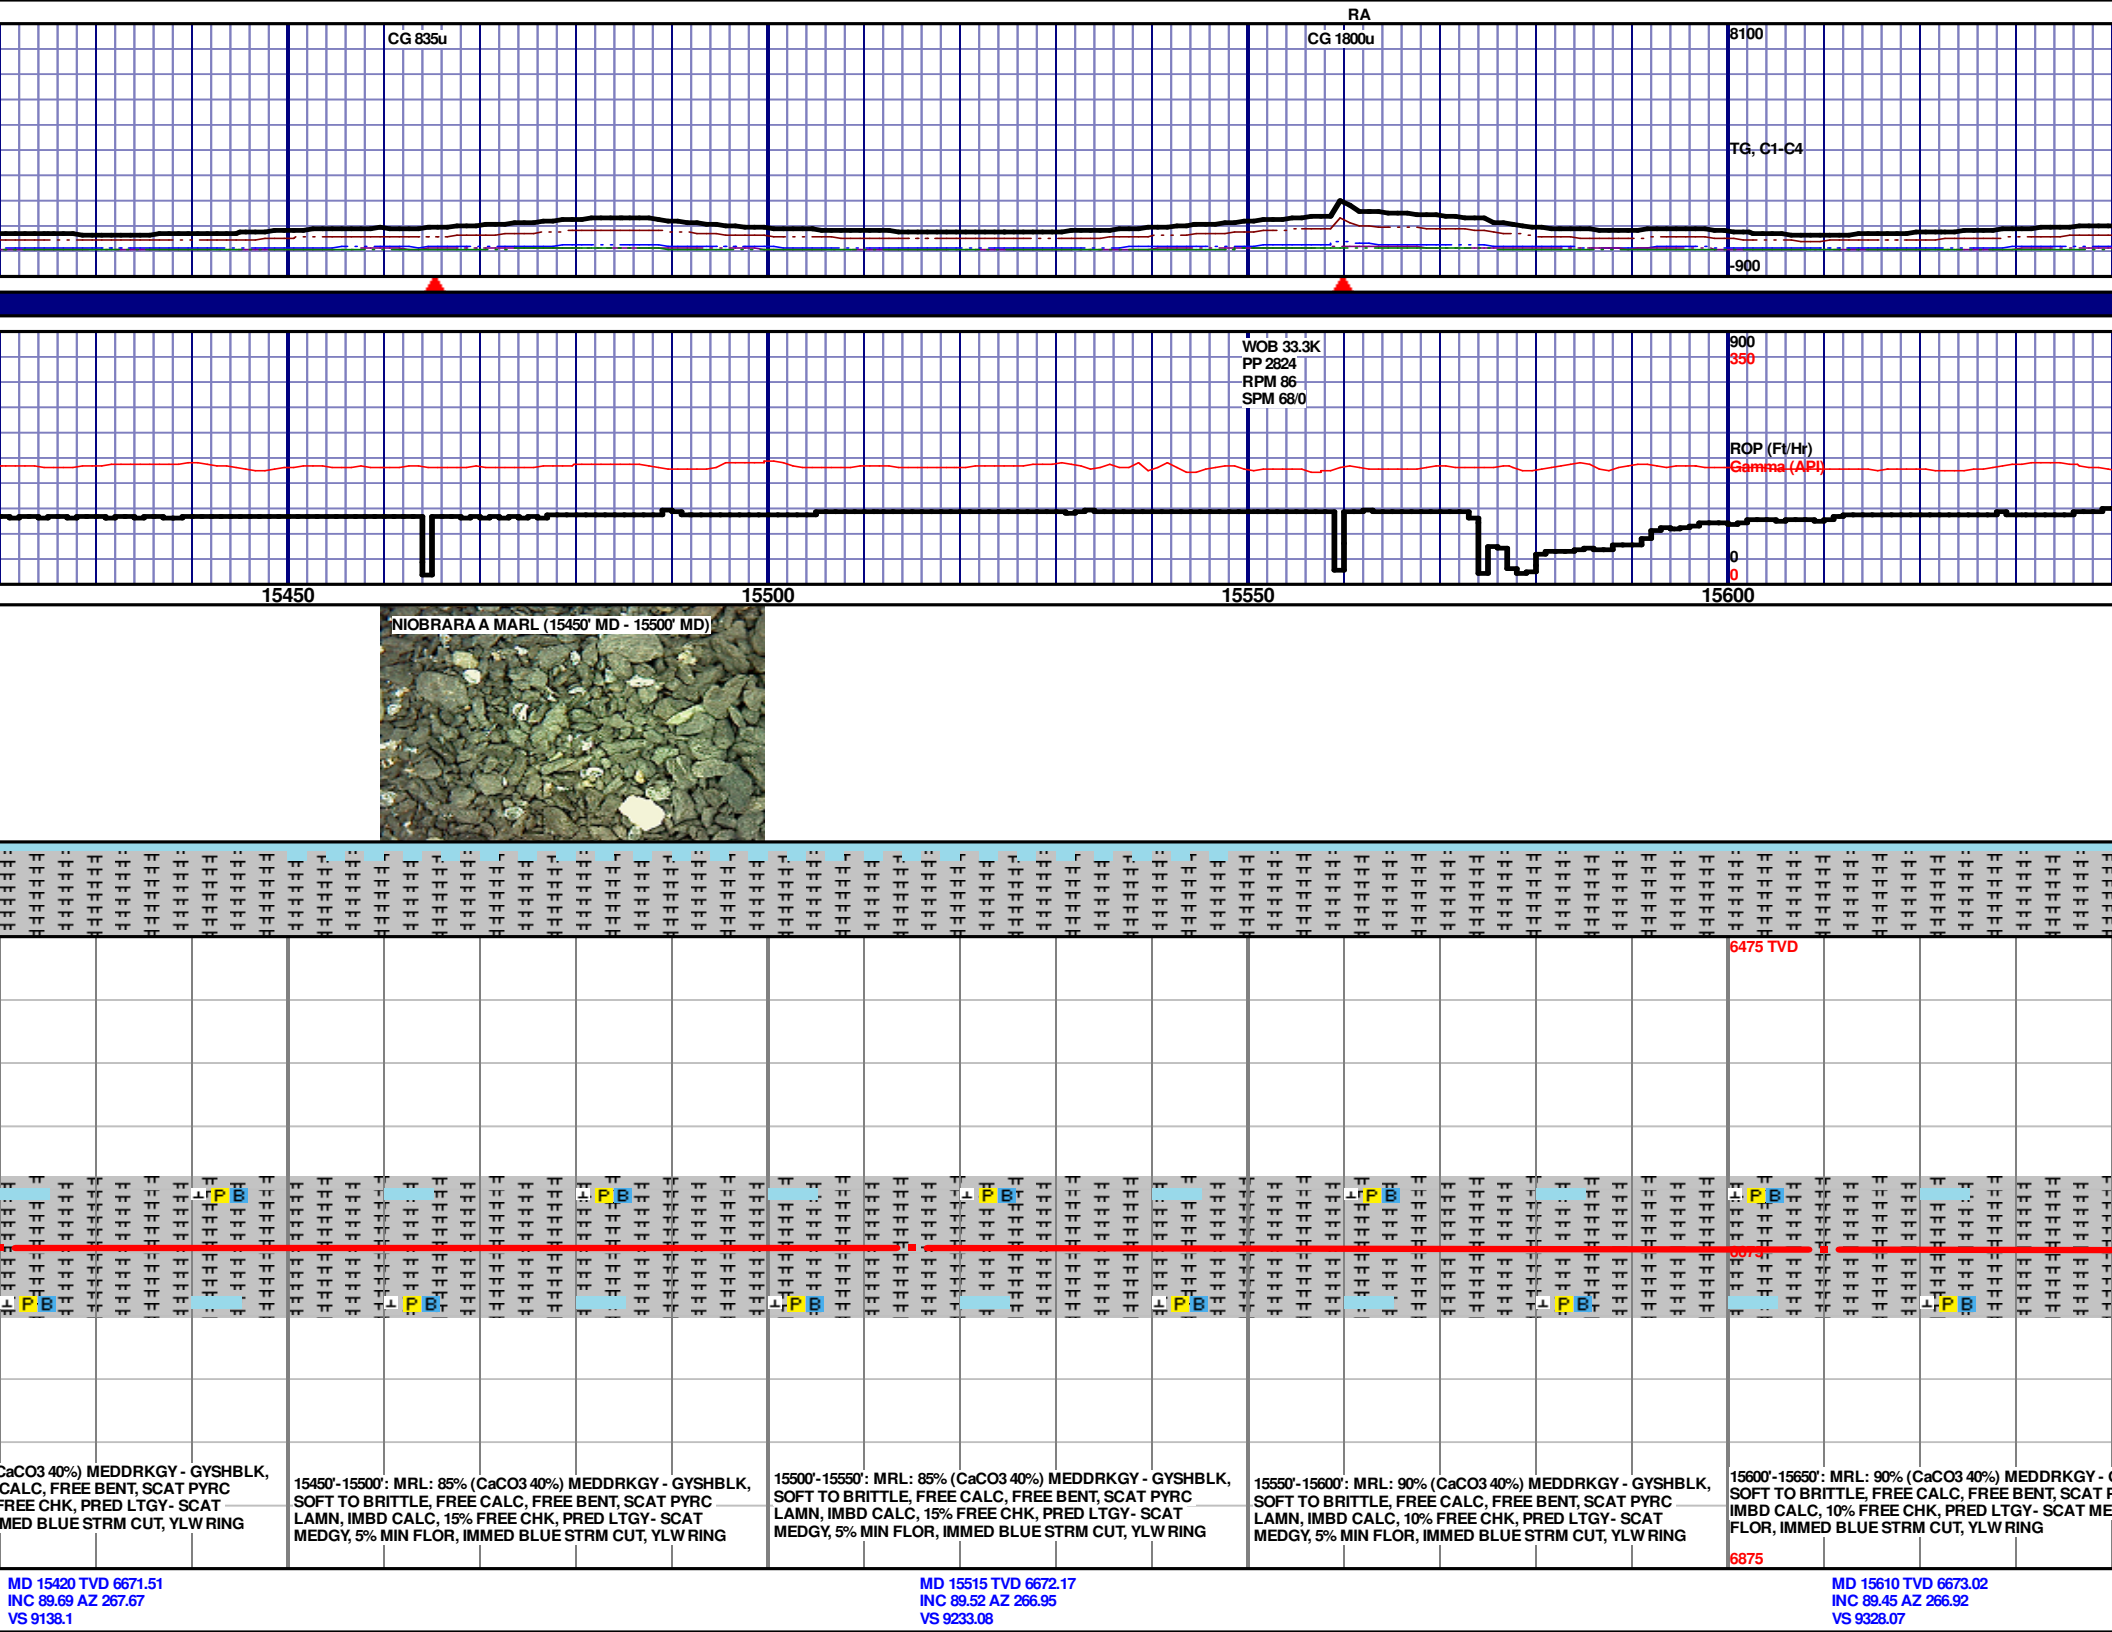 RA
CG 835u
CG 1800u
8100
TG, C1-C4
-900
WOB 33.3K
PP 2824
RPM 86
SPM 68/0
900
350
ROP (Ft/Hr)
Gamma (API)
0
0
15450
15500
15550
15600
NIOBRARA A MARL (15450' MD - 15500' MD)
6475 TVD
P B
P B
P B
P B
P B
6675
P B
P B
P B
P B
P B
P B
CaCO3 40%) MEDDRKGY - GYSHBLK,
CALC, FREE BENT, SCAT PYRC
FREE CHK, PRED LTGY- SCAT
MED BLUE STRM CUT, YLW RING
15450'-15500': MRL: 85% (CaCO3 40%) MEDDRKGY - GYSHBLK,
SOFT TO BRITTLE, FREE CALC, FREE BENT, SCAT PYRC
LAMN, IMBD CALC, 15% FREE CHK, PRED LTGY- SCAT
MEDGY, 5% MIN FLOR, IMMED BLUE STRM CUT, YLW RING
15500'-15550': MRL: 85% (CaCO3 40%) MEDDRKGY - GYSHBLK,
SOFT TO BRITTLE, FREE CALC, FREE BENT, SCAT PYRC
LAMN, IMBD CALC, 15% FREE CHK, PRED LTGY- SCAT
MEDGY, 5% MIN FLOR, IMMED BLUE STRM CUT, YLW RING
15550'-15600': MRL: 90% (CaCO3 40%) MEDDRKGY - GYSHBLK,
SOFT TO BRITTLE, FREE CALC, FREE BENT, SCAT PYRC
LAMN, IMBD CALC, 10% FREE CHK, PRED LTGY- SCAT
MEDGY, 5% MIN FLOR, IMMED BLUE STRM CUT, YLW RING
15600'-15650': MRL: 90% (CaCO3 40%) MEDDRKGY -
SOFT TO BRITTLE, FREE CALC, FREE BENT, SCAT
IMBD CALC, 10% FREE CHK, PRED LTGY- SCAT ME
FLOR, IMMED BLUE STRM CUT, YLW RING
6875
MD 15420 TVD 6671.51
INC 89.69 AZ 267.67
VS 9138.1
MD 15515 TVD 6672.17
INC 89.52 AZ 266.95
VS 9233.08
MD 15610 TVD 6673.02
INC 89.45 AZ 266.92
VS 9328.07